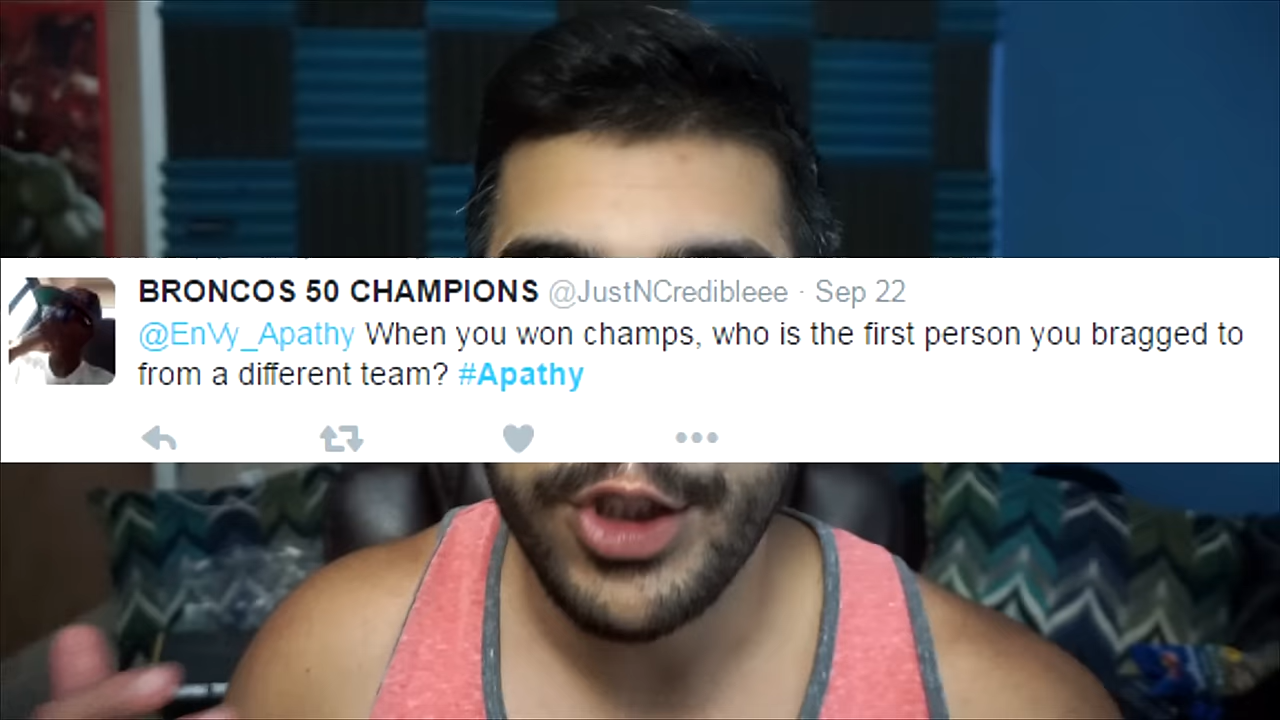 BRONCOS 50 CHAMPIONS @JustNCredibleee · Sep 22
@EnVy_Apathy When you won champs, who is the first person you bragged to
from a different team? #Apathy